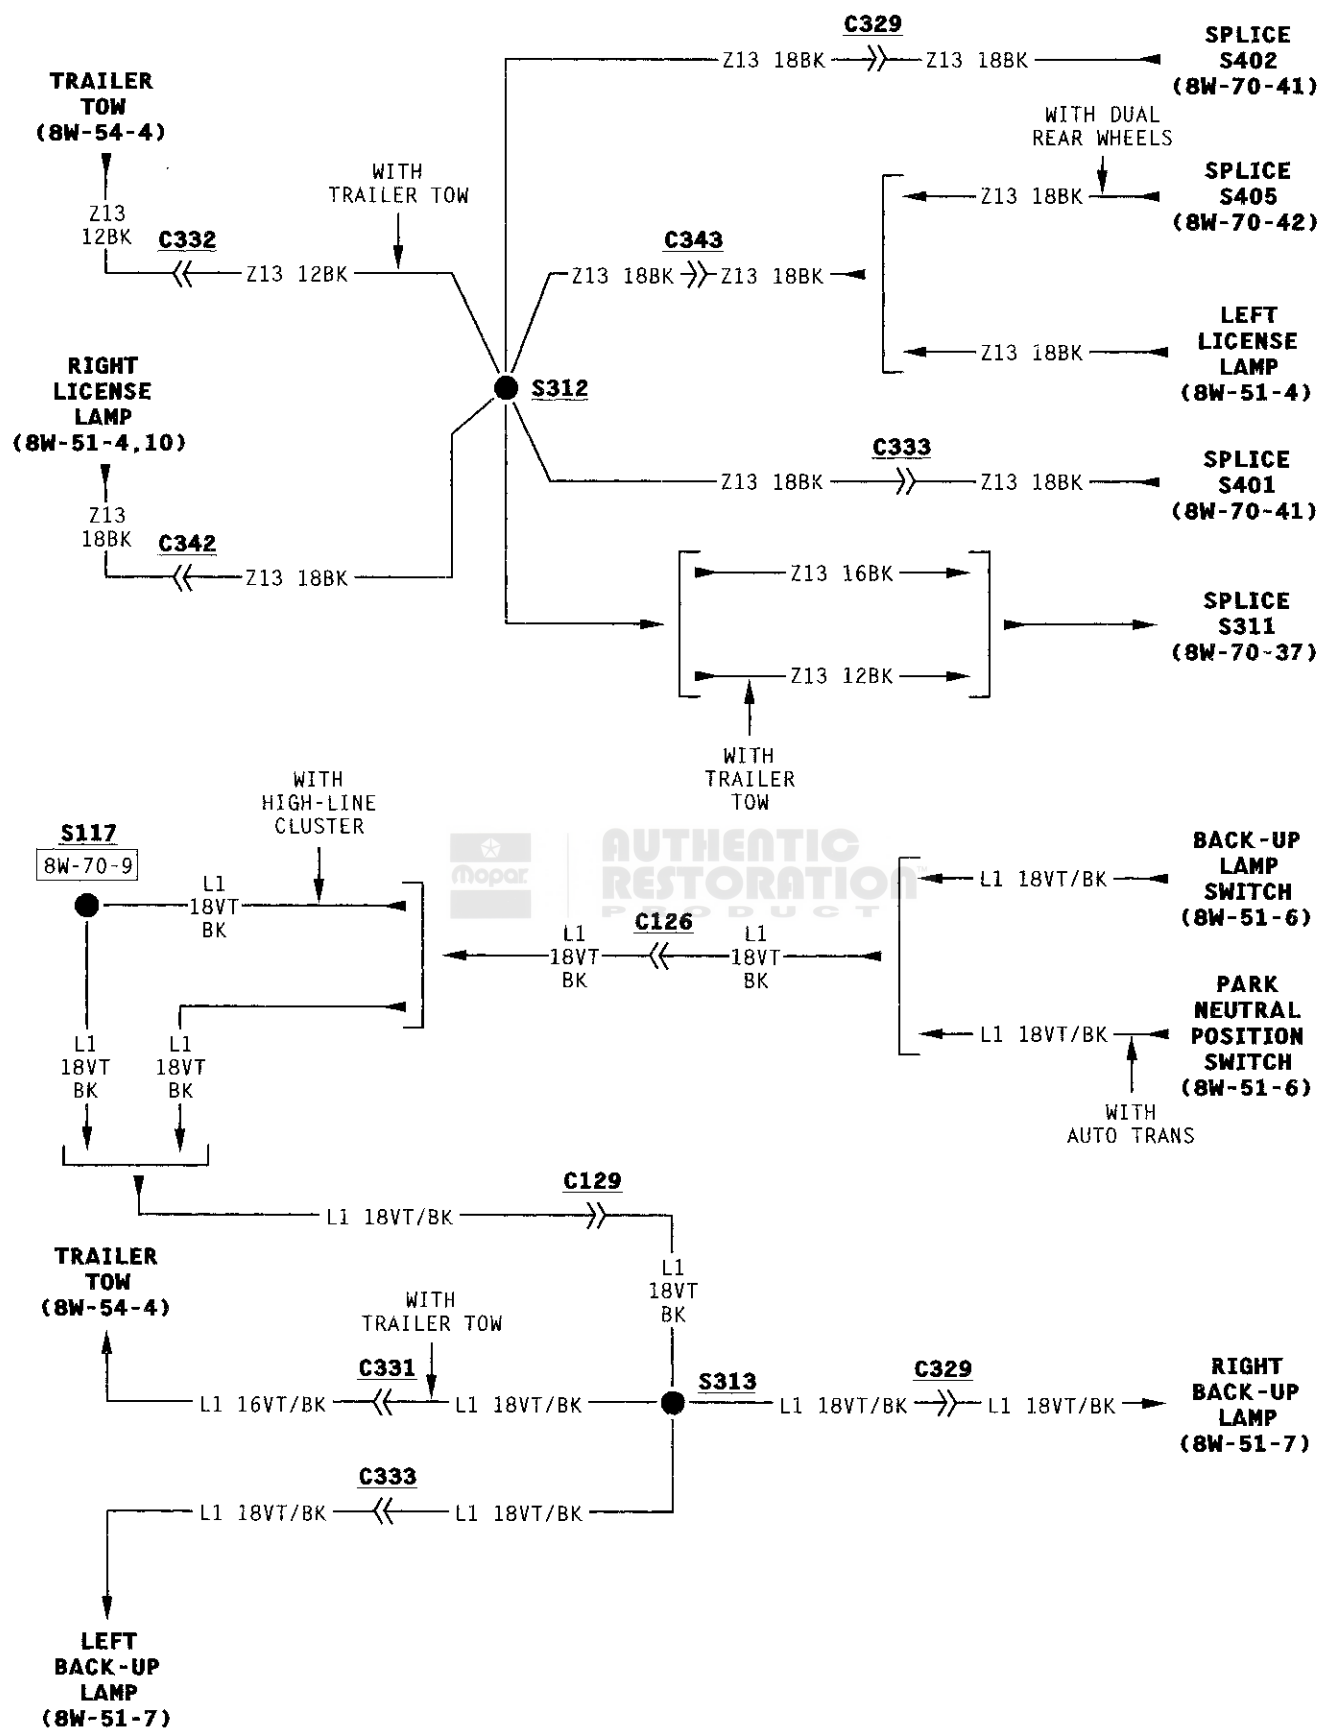 C329
Z13 18BK
Z13 18BK
SPLICE
S402
(8W-70-41)
TRAILER
TOW
(8W-54-4)
WITH DUAL
REAR WHEELS
WITH
TRAILER TOW
Z13
12BK
C332
Z13 12BK
C343
Z13 18BK
Z13 18BK
Z13 18BK
SPLICE
S405
(8W-70-42)
RIGHT
LICENSE
LAMP
(8W-51-4,10)
S312
Z13 18BK
LEFT
LICENSE
LAMP
(8W-51-4)
C333
Z13 18BK
Z13 18BK
SPLICE
S401
(8W-70-41)
Z13
18BK
C342
Z13 18BK
Z13 16BK
Z13 12BK
SPLICE
S311
(8W-70-37)
WITH
TRAILER
TOW
WITH
HIGH-LINE
CLUSTER
S117
8W-70-9
L1
18VT
BK
Mopar
AUTHENTIC
RESTORATION™
PRODUCT
L1 18VT/BK
BACK-UP
LAMP
SWITCH
(8W-51-6)
C126
L1
18VT
BK
L1
18VT
BK
L1
18VT
BK
L1
18VT
BK
L1 18VT/BK
PARK
NEUTRAL
POSITION
SWITCH
(8W-51-6)
WITH
AUTO TRANS
C129
L1 18VT/BK
L1
18VT
BK
TRAILER
TOW
(8W-54-4)
WITH
TRAILER TOW
C331
L1 16VT/BK
L1 18VT/BK
S313
L1 18VT/BK
C329
L1 18VT/BK
RIGHT
BACK-UP
LAMP
(8W-51-7)
C333
L1 18VT/BK
L1 18VT/BK
LEFT
BACK-UP
LAMP
(8W-51-7)